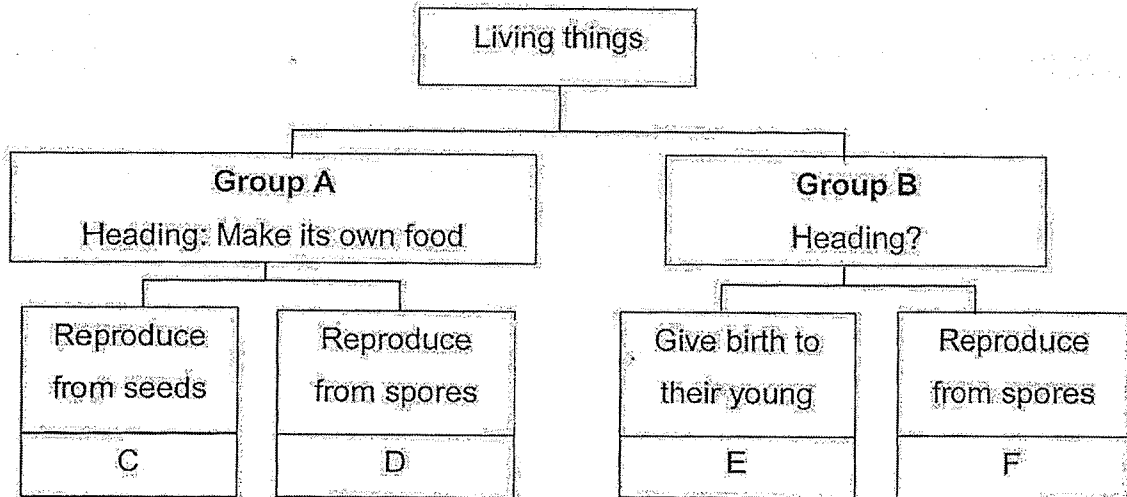 Living things
Group A
Heading: Make its own food
Group B
Heading?
Reproduce
from seeds
C
Reproduce
from spores
D
Give birth to
their young
E
Reproduce
from spores
F